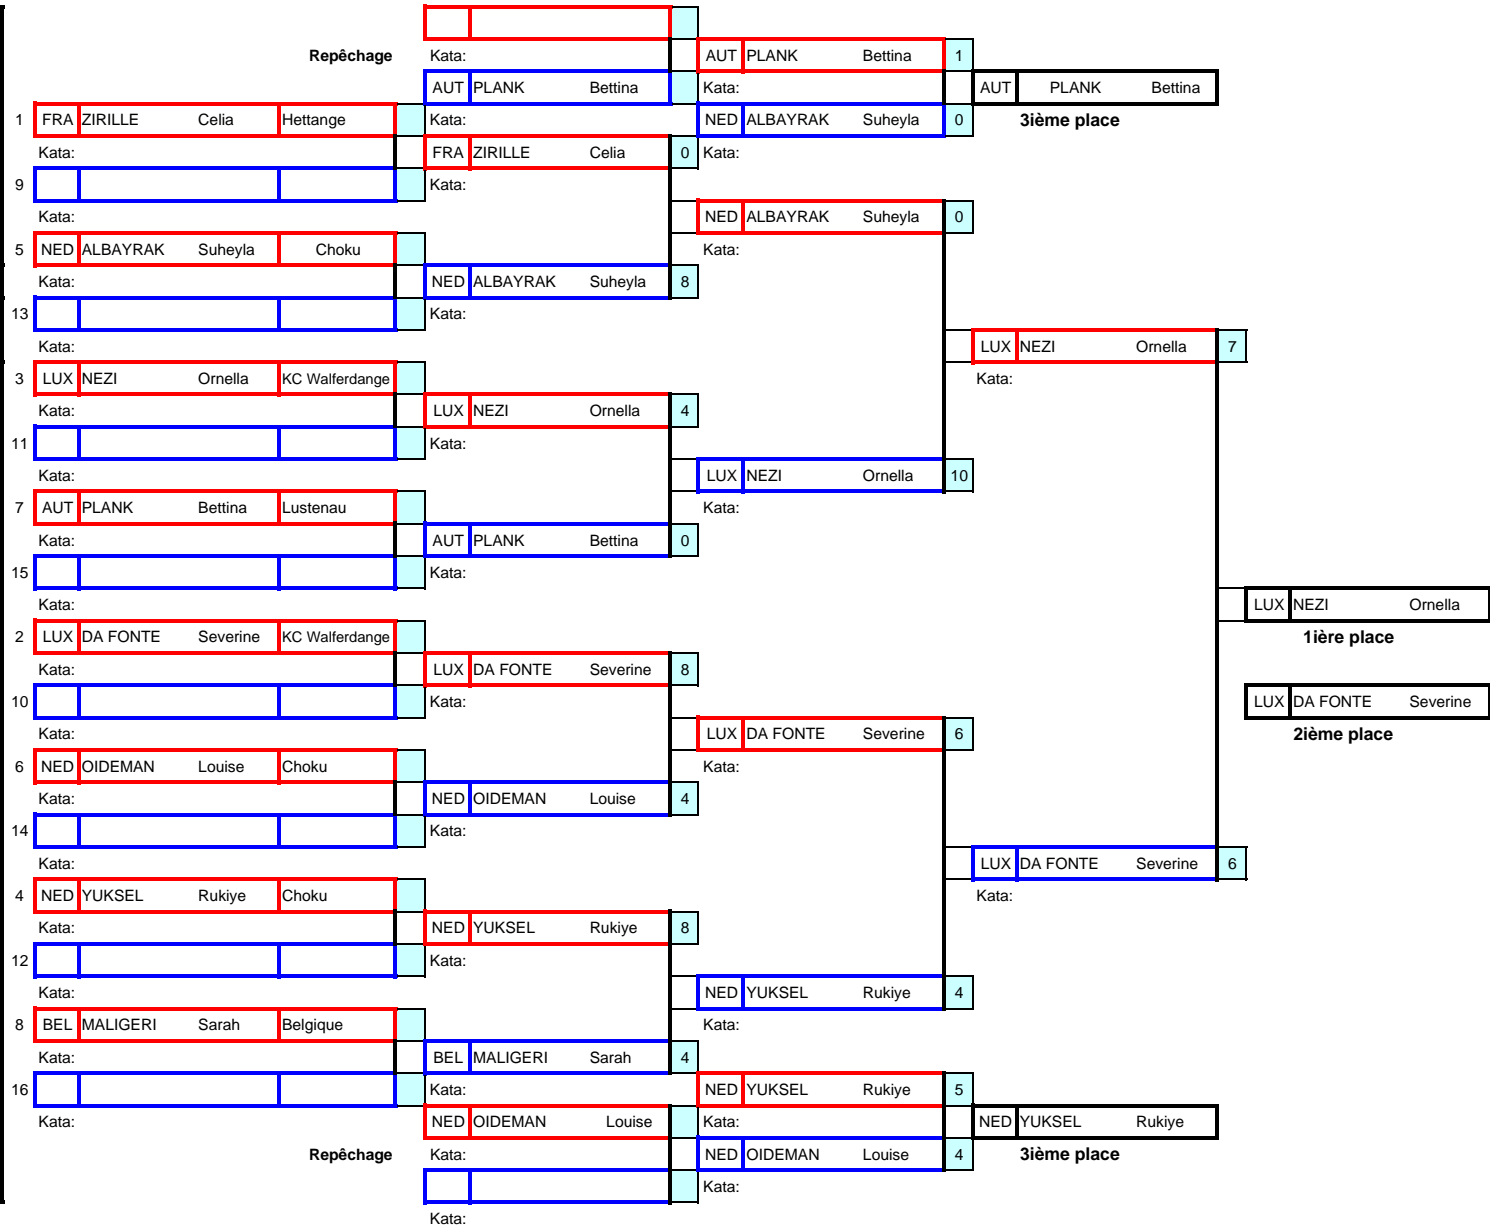 Repêchage Kata: AUT PLANK Bettina 1
AUT PLANK Bettina Kata: AUT PLANK Bettina
1 FRA ZIRILLE Celia Hettange Kata: NED ALBAYRAK Suheyla 0 3ième place
Kata: FRA ZIRILLE Celia 0 Kata:
9 Kata:
Kata: NED ALBAYRAK Suheyla 0
5 NED ALBAYRAK Suheyla Choku Kata:
Kata: NED ALBAYRAK Suheyla 8
13 Kata:
Kata: LUX NEZI Ornella 7
3 LUX NEZI Ornella KC Walferdange Kata:
Kata: LUX NEZI Ornella 4
11 Kata:
Kata: LUX NEZI Ornella 10
7 AUT PLANK Bettina Lustenau Kata:
Kata: AUT PLANK Bettina 0
15 Kata:
Kata: LUX NEZI Ornella
2 LUX DA FONTE Severine KC Walferdange 1ière place
Kata: LUX DA FONTE Severine 8
10 Kata: LUX DA FONTE Severine
Kata: LUX DA FONTE Severine 6 2ième place
6 NED OIDEMAN Louise Choku Kata:
Kata: NED OIDEMAN Louise 4
14 Kata:
Kata: LUX DA FONTE Severine 6
4 NED YUKSEL Rukiye Choku Kata:
Kata: NED YUKSEL Rukiye 8
12 Kata:
Kata: NED YUKSEL Rukiye 4
8 BEL MALIGERI Sarah Belgique Kata:
Kata: BEL MALIGERI Sarah 4
16 Kata: NED YUKSEL Rukiye 5
Kata: NED OIDEMAN Louise Kata: NED YUKSEL Rukiye
Repêchage Kata: NED OIDEMAN Louise 4 3ième place
Kata:
Kata: